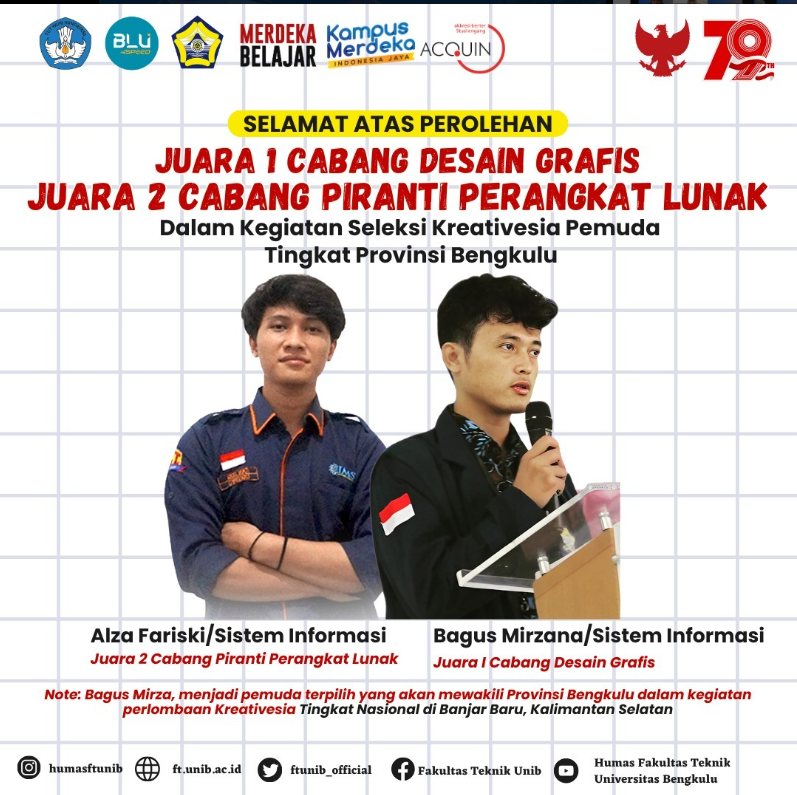 BLU
SPEED
MERDEKA
BELAJAR
Kampus
Merdeka
INDONESIA JAYA
ACQUIN
SELAMAT ATAS PEROLEHAN
JUARA 1 CABANG DESAIN GRAFIS
JUARA 2 CABANG PIRANTI PERANGKAT LUNAK
Dalam Kegiatan Seleksi Kreativesia Pemuda
Tingkat Provinsi Bengkulu
Alza Fariski/Sistem Informasi
Juara 2 Cabang Piranti Perangkat Lunak
Bagus Mirzana/Sistem Informasi
Juara I Cabang Desain Grafis
Note: Bagus Mirza, menjadi pemuda terpilih yang akan mewakili Provinsi Bengkulu dalam kegiatan
perlombaan Kreativesia Tingkat Nasional di Banjar Baru, Kalimantan Selatan
humasftunib
ft.unib.ac.id
ftunib_official
Fakultas Teknik Unib
Humas Fakultas Teknik
Universitas Bengkulu